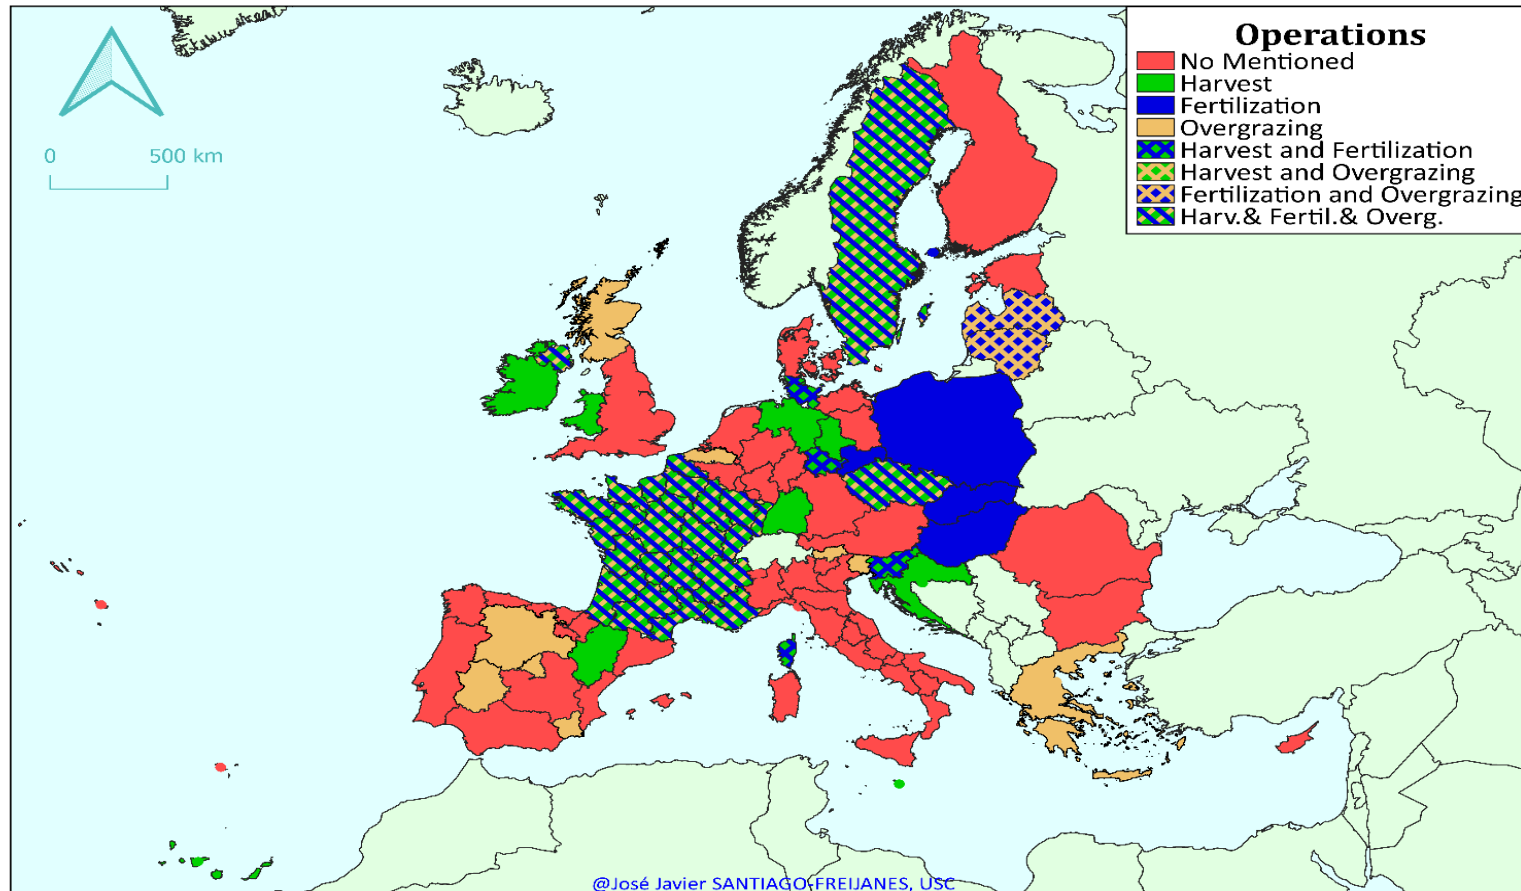 Operations
No Mentioned
Harvest
Fertilization
Overgrazing
Harvest and Fertilization
Harvest and Overgrazing
Fertilization and Overgrazing
Harv.& Fertil.& Overg.
0 500 km
@José Javier SANTIAGO-FREIJANES, USC